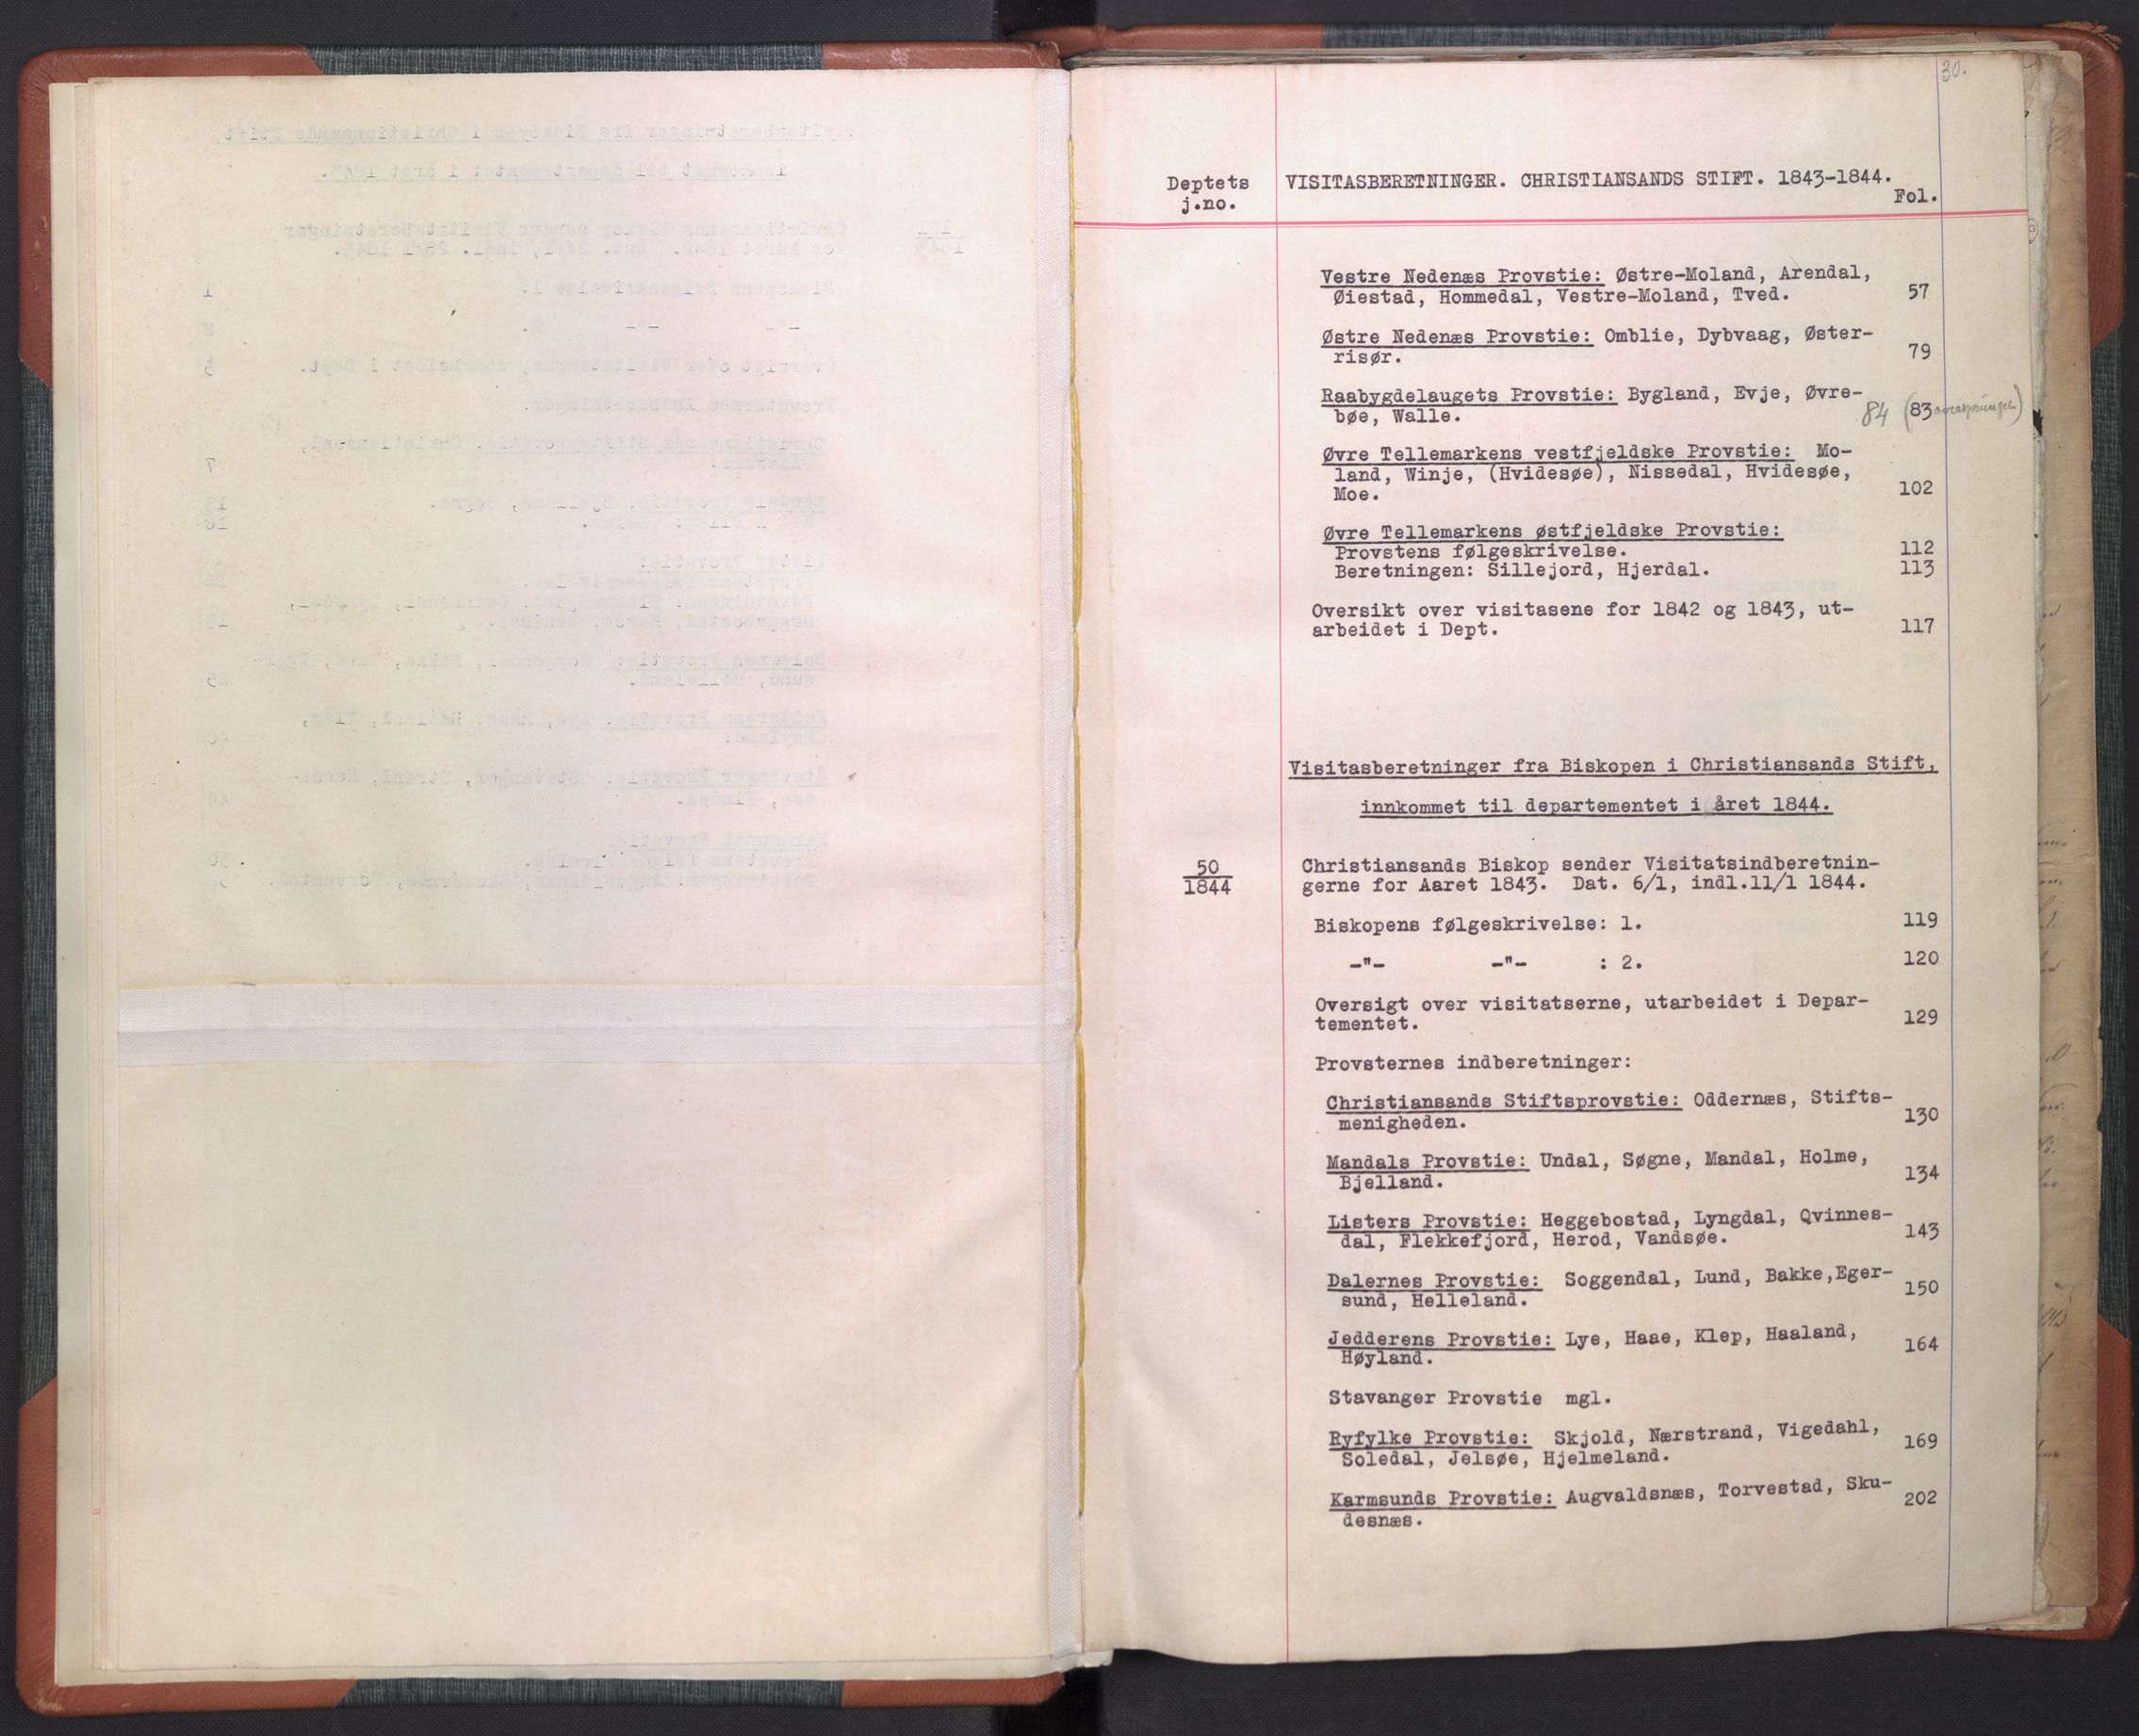 30.
Deptets VISITASBERETNINGER. CHRISTIANSANDS STIFT. 1843-1844.
j.no. Fol.
Vestre Nedenæs Provstie: Østre-Moland, Arendal,
Øiestad, Hommedal, Vestre-Moland, Tved. 57
Østre Nedenæs Provstie: Omblie, Dybvaag, Øster-
risør. 79
Raabygdelaugets Provstie: Bygland, Evje, Øvre-
bøe, Walle. 84 (83 overspringes)
Øvre Tellemarkens vestfjeldske Provstie: Mo-
land, Winje, (Hvidesøe), Nissedal, Hvidesøe,
Moe. 102
Øvre Tellemarkens østfjeldske Provstie:
Provstens følgeskrivelse. 112
Beretningen: Sillejord, Hjerdal. 113
Oversikt over visitasene for 1842 og 1843, ut-
arbeidet i Dept. 117
Visitasberetninger fra Biskopen i Christiansands Stift,
innkommet til departementet i året 1844.
50 Christiansands Biskop sender Visitatsindberetnin-
1844 gerne for Aaret 1843. Dat. 6/1, indl.11/1 1844.
Biskopens følgeskrivelse: 1. 119
-"- -"- : 2. 120
Oversigt over visitatserne, utarbeidet i Depar-
tementet. 129
Provsternes indberetninger:
Christiansands Stiftsprovstie: Oddernæs, Stifts-
menigheden. 130
Mandals Provstie: Undal, Søgne, Mandal, Holme,
Bjelland. 134
Listers Provstie: Heggebostad, Lyngdal, Qvinnes-
dal, Flekkefjord, Herod, Vandsøe. 143
Dalernes Provstie: Soggendal, Lund, Bakke,Eger-
sund, Helleland. 150
Jedderens Provstie: Lye, Haae, Klep, Haaland,
Høyland. 164
Stavanger Provstie mgl.
Ryfylke Provstie: Skjold, Nærstrand, Vigedahl,
Soledal, Jelsøe, Hjelmeland. 169
Karmsunds Provstie: Augvaldsnæs, Torvestad, Sku-
desnæs. 202